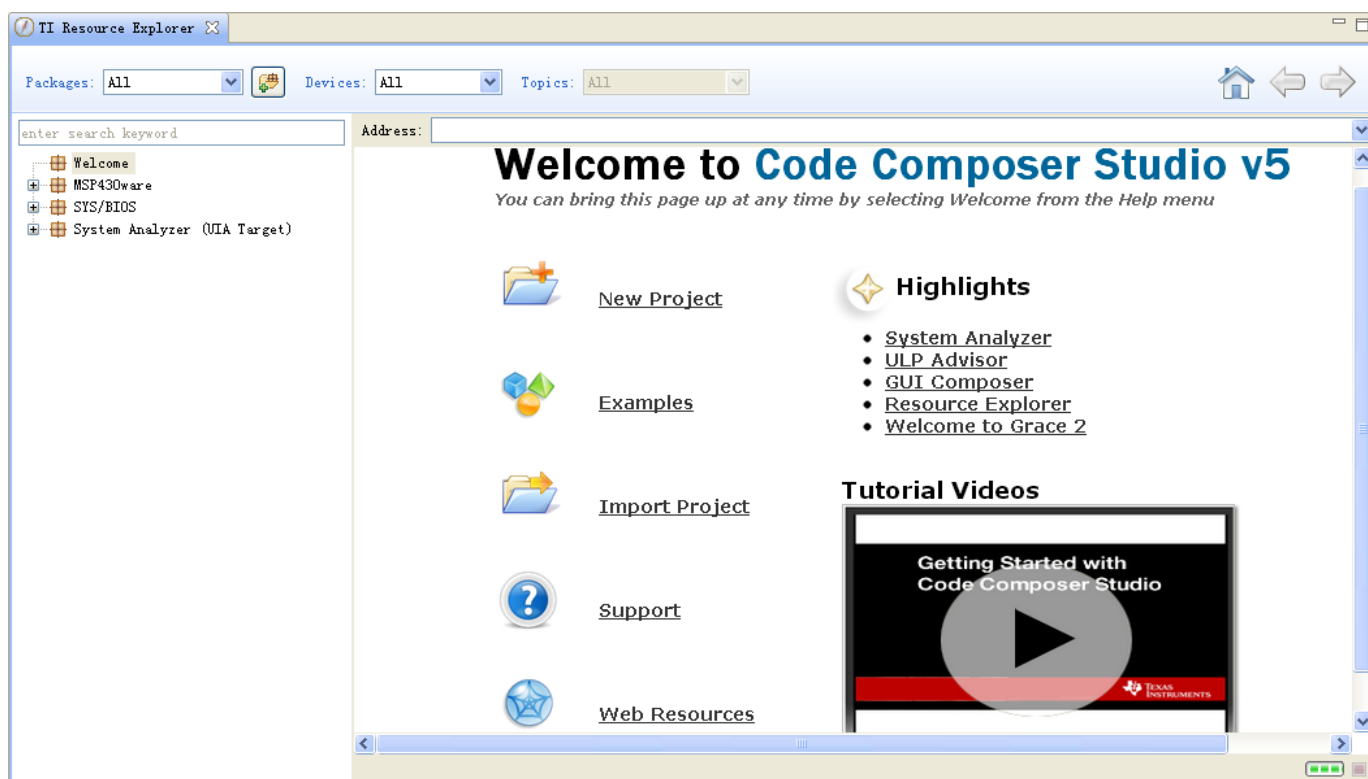 TI Resource Explorer
Packages: All Devices: All Topics: All
enter search keyword
Address:
Welcome
MSP430ware
SYS/BIOS
System Analyzer (UIA Target)
Welcome to Code Composer Studio v5
You can bring this page up at any time by selecting Welcome from the Help menu
New Project
Examples
Import Project
Support
Web Resources
Highlights
System Analyzer
ULP Advisor
GUI Composer
Resource Explorer
Welcome to Grace 2
Tutorial Videos
Getting Started with
Code Composer Studio
TEXAS
INSTRUMENTS